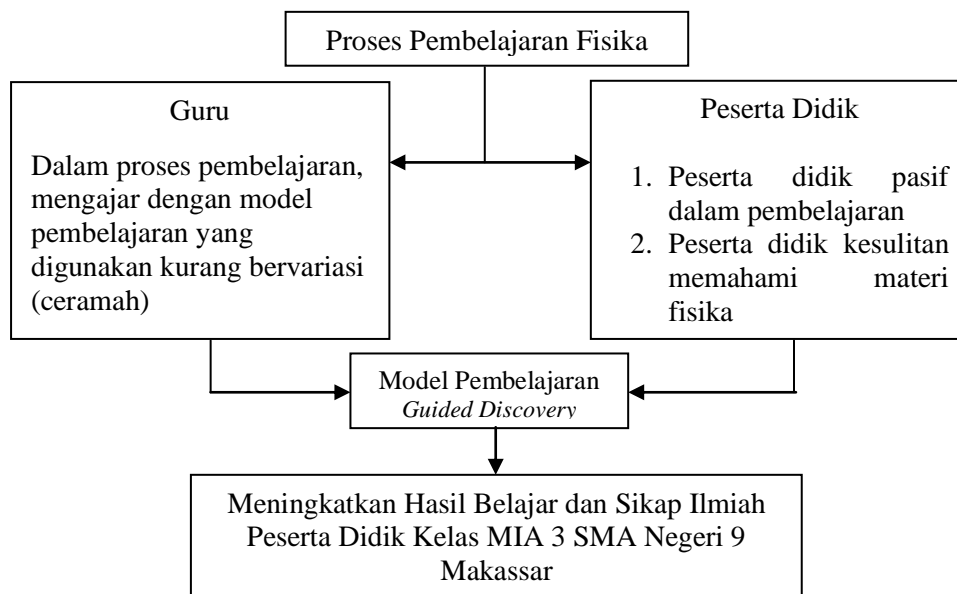 Proses Pembelajaran Fisika
Guru
Dalam proses pembelajaran,
mengajar dengan model
pembelajaran yang
digunakan kurang bervariasi
(ceramah)
Peserta Didik
1. Peserta didik pasif
dalam pembelajaran
2. Peserta didik kesulitan
memahami materi
fisika
Model Pembelajaran
Guided Discovery
Meningkatkan Hasil Belajar dan Sikap Ilmiah
Peserta Didik Kelas MIA 3 SMA Negeri 9
Makassar